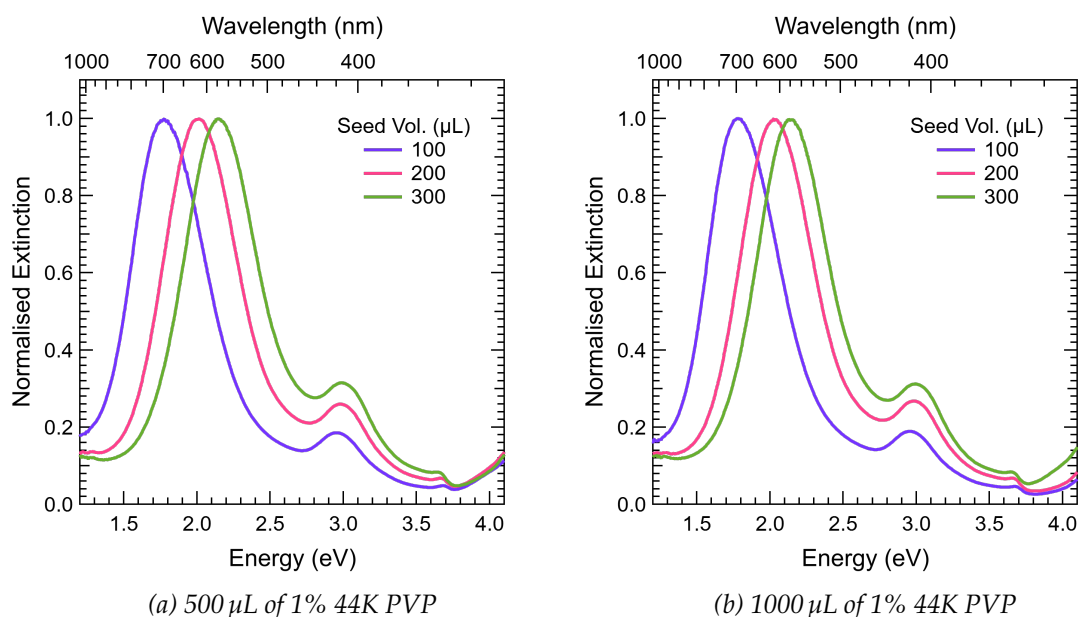 Wavelength (nm)
1000 700 600 500 400
Normalised Extinction
1.0
0.8
0.6
0.4
0.2
0.0
Seed Vol. (µL)
100
200
300
1.5 2.0 2.5 3.0 3.5 4.0
Energy (eV)
(a) 500 µL of 1% 44K PVP
Wavelength (nm)
1000 700 600 500 400
Normalised Extinction
1.0
0.8
0.6
0.4
0.2
0.0
Seed Vol. (µL)
100
200
300
1.5 2.0 2.5 3.0 3.5 4.0
Energy (eV)
(b) 1000 µL of 1% 44K PVP